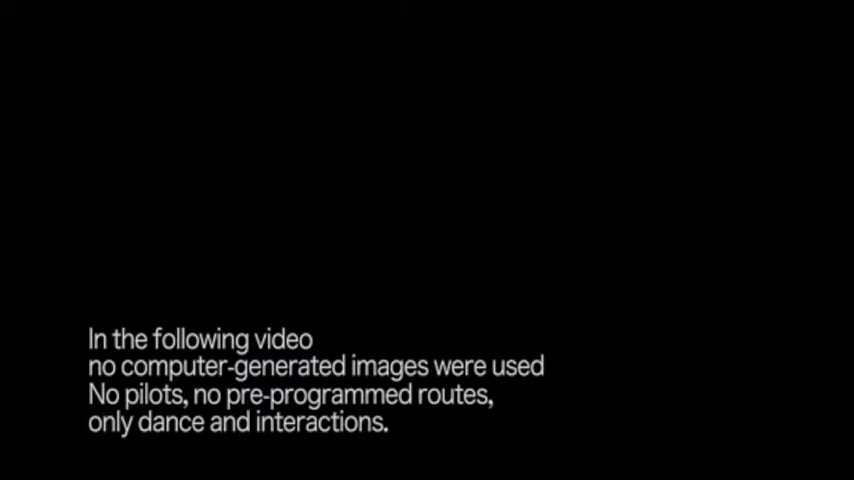 In the following video
no computer-generated images were used
No pilots, no pre-programmed routes,
only dance and interactions.